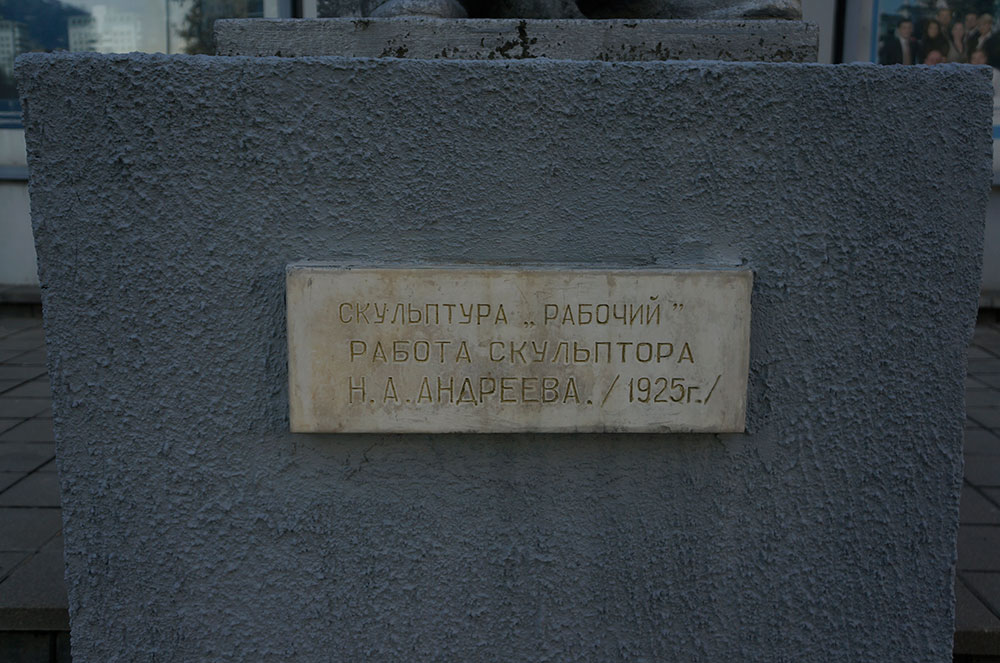 СКУЛЬПТУРА „РАБОЧИЙ”
РАБОТА СКУЛЬПТОРА
Н.А.АНДРЕЕВА./1925г./